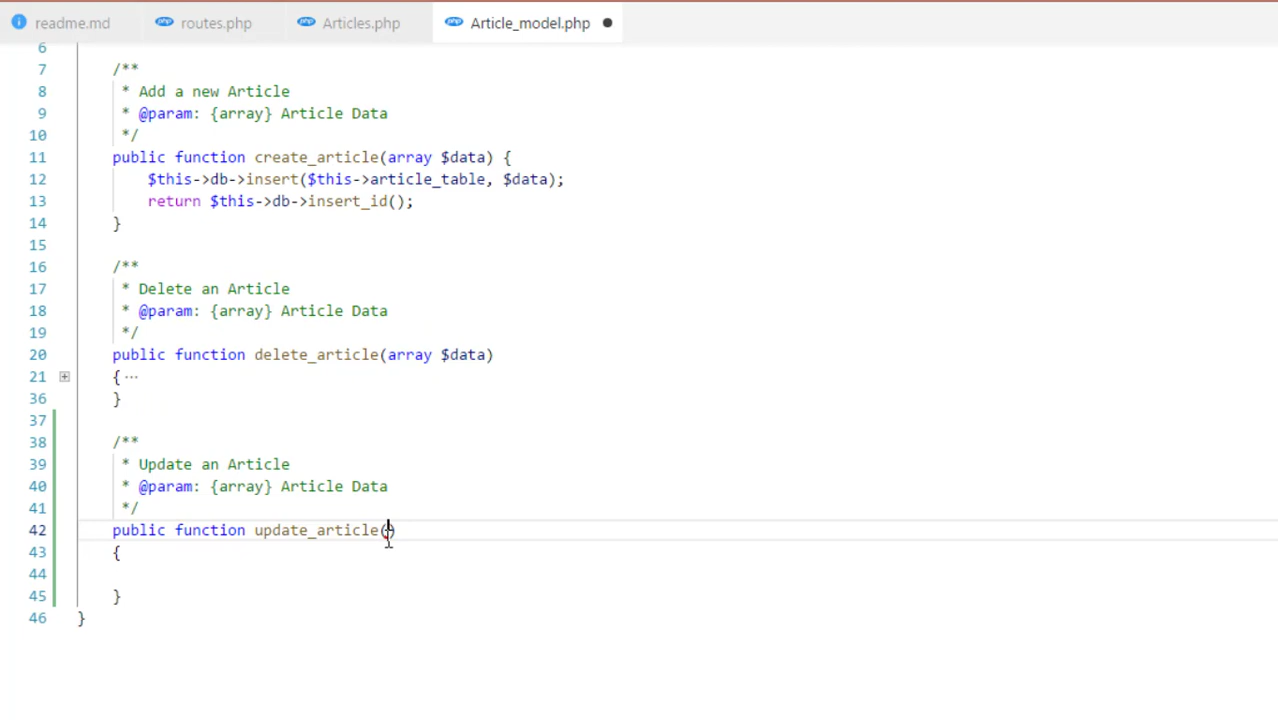 readme.md php routes.php php Articles.php php Article_model.php
6
7 /**
8 * Add a new Article
9 * @param: {array} Article Data
10 */
11 public function create_article(array $data) {
12 $this->db->insert($this->article_table, $data);
13 return $this->db->insert_id();
14 }
15
16 /**
17 * Delete an Article
18 * @param: {array} Article Data
19 */
20 public function delete_article(array $data)
21 {...
36 }
37
38 /**
39 * Update an Article
40 * @param: {array} Article Data
41 */
42 public function update_article()
43 {
44
45 }
46 }